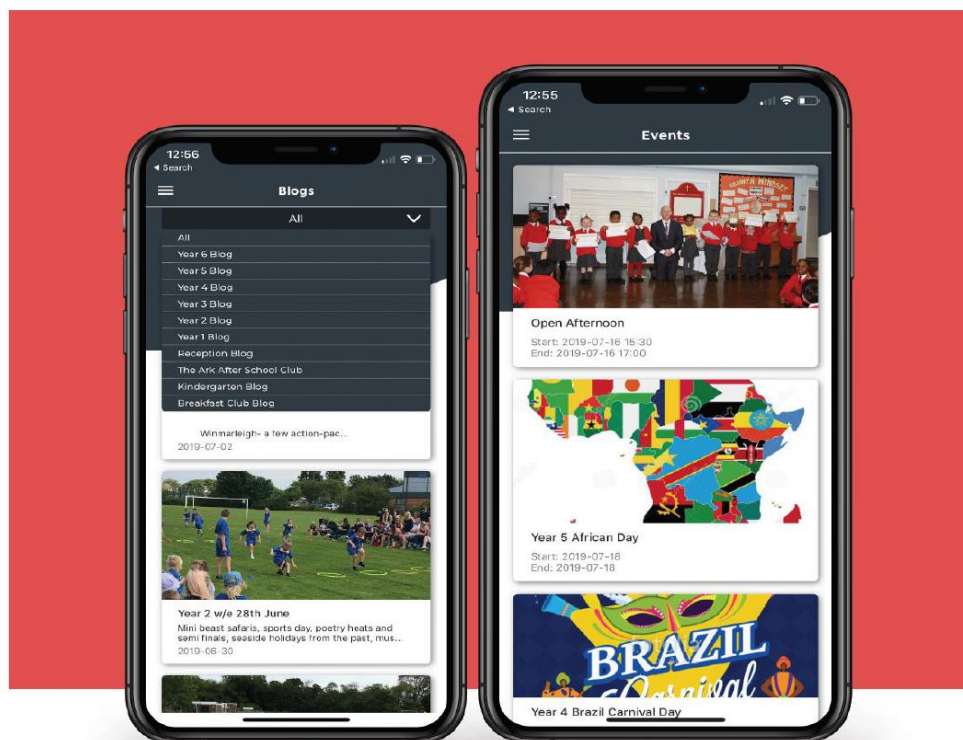 12:56
Search
Blogs
All
All
Year 6 Blog
Year 5 Blog
Year 4 Blog
Year 3 Blog
Year 2 Blog
Year 1 Blog
Reception Blog
The Ark After School Club
Kindergarten Blog
Breakfast Club Blog
Winmarleigh- a few action-pac...
2019-07-02
Year 2 w/e 28th June
Mini beast safaris, sports day, poetry heats and
semi finals, seaside holidays from the past, mus...
2019-06-30
12:55
Search
Events
GROWTH MINDSET
Open Afternoon
Start: 2019-07-16 15:30
End: 2019-07-16 17:00
Year 5 African Day
Start: 2019-07-18
End: 2019-07-18
BRAZIL
Carnival
Year 4 Brazil Carnival Day